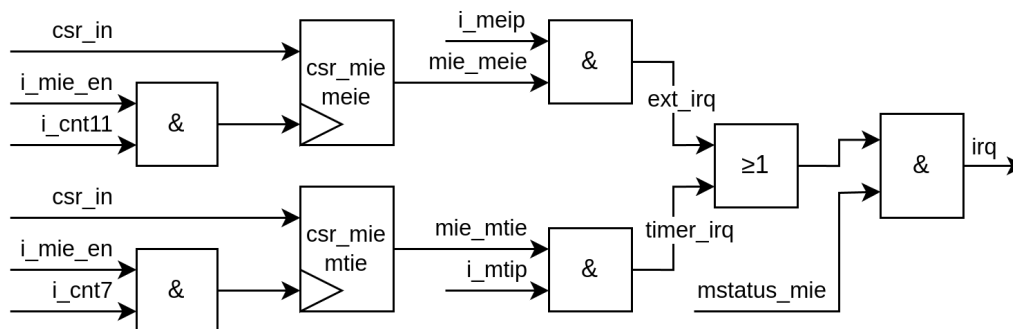 csr_in
i_mie_en
i_cnt11
&
csr_mie
meie
i_meip
mie_meie
&
ext_irq
csr_in
i_mie_en
i_cnt7
&
csr_mie
mtie
mie_mtie
i_mtip
&
timer_irq
≥1
mstatus_mie
&
irq